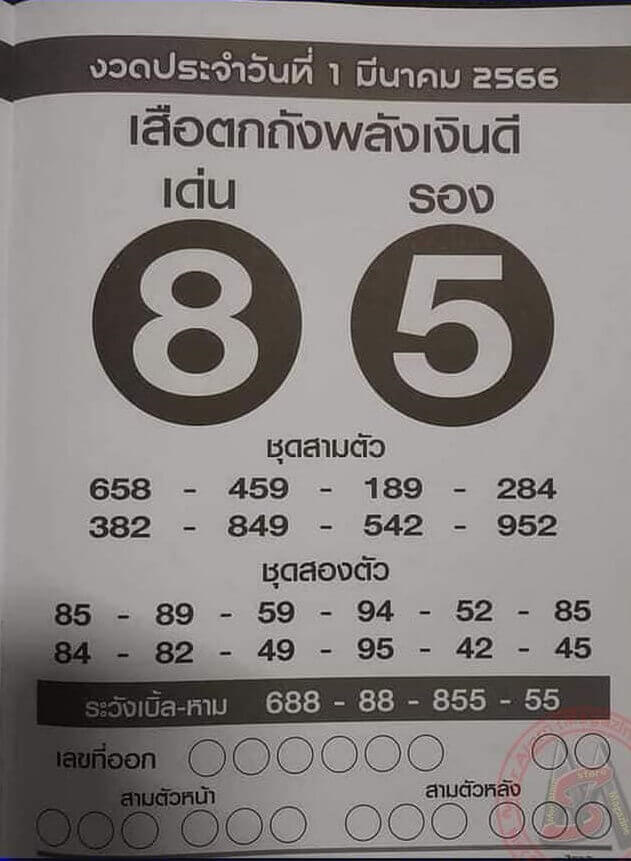 งวดประจำวันที่ 1 มีนาคม 2566
เสือตกถังพลังเงินดี
เด่น รอง
8 5
ชุดสามตัว
658 - 459 - 189 - 284
382 - 849 - 542 - 952
ชุดสองตัว
85 - 89 - 59 - 94 - 52 - 85
84 - 82 - 49 - 95 - 42 - 45
ระวังเบิ้ล-หาม 688 - 88 - 855 - 55
เลขที่ออก
สามตัวหน้า สามตัวหลัง